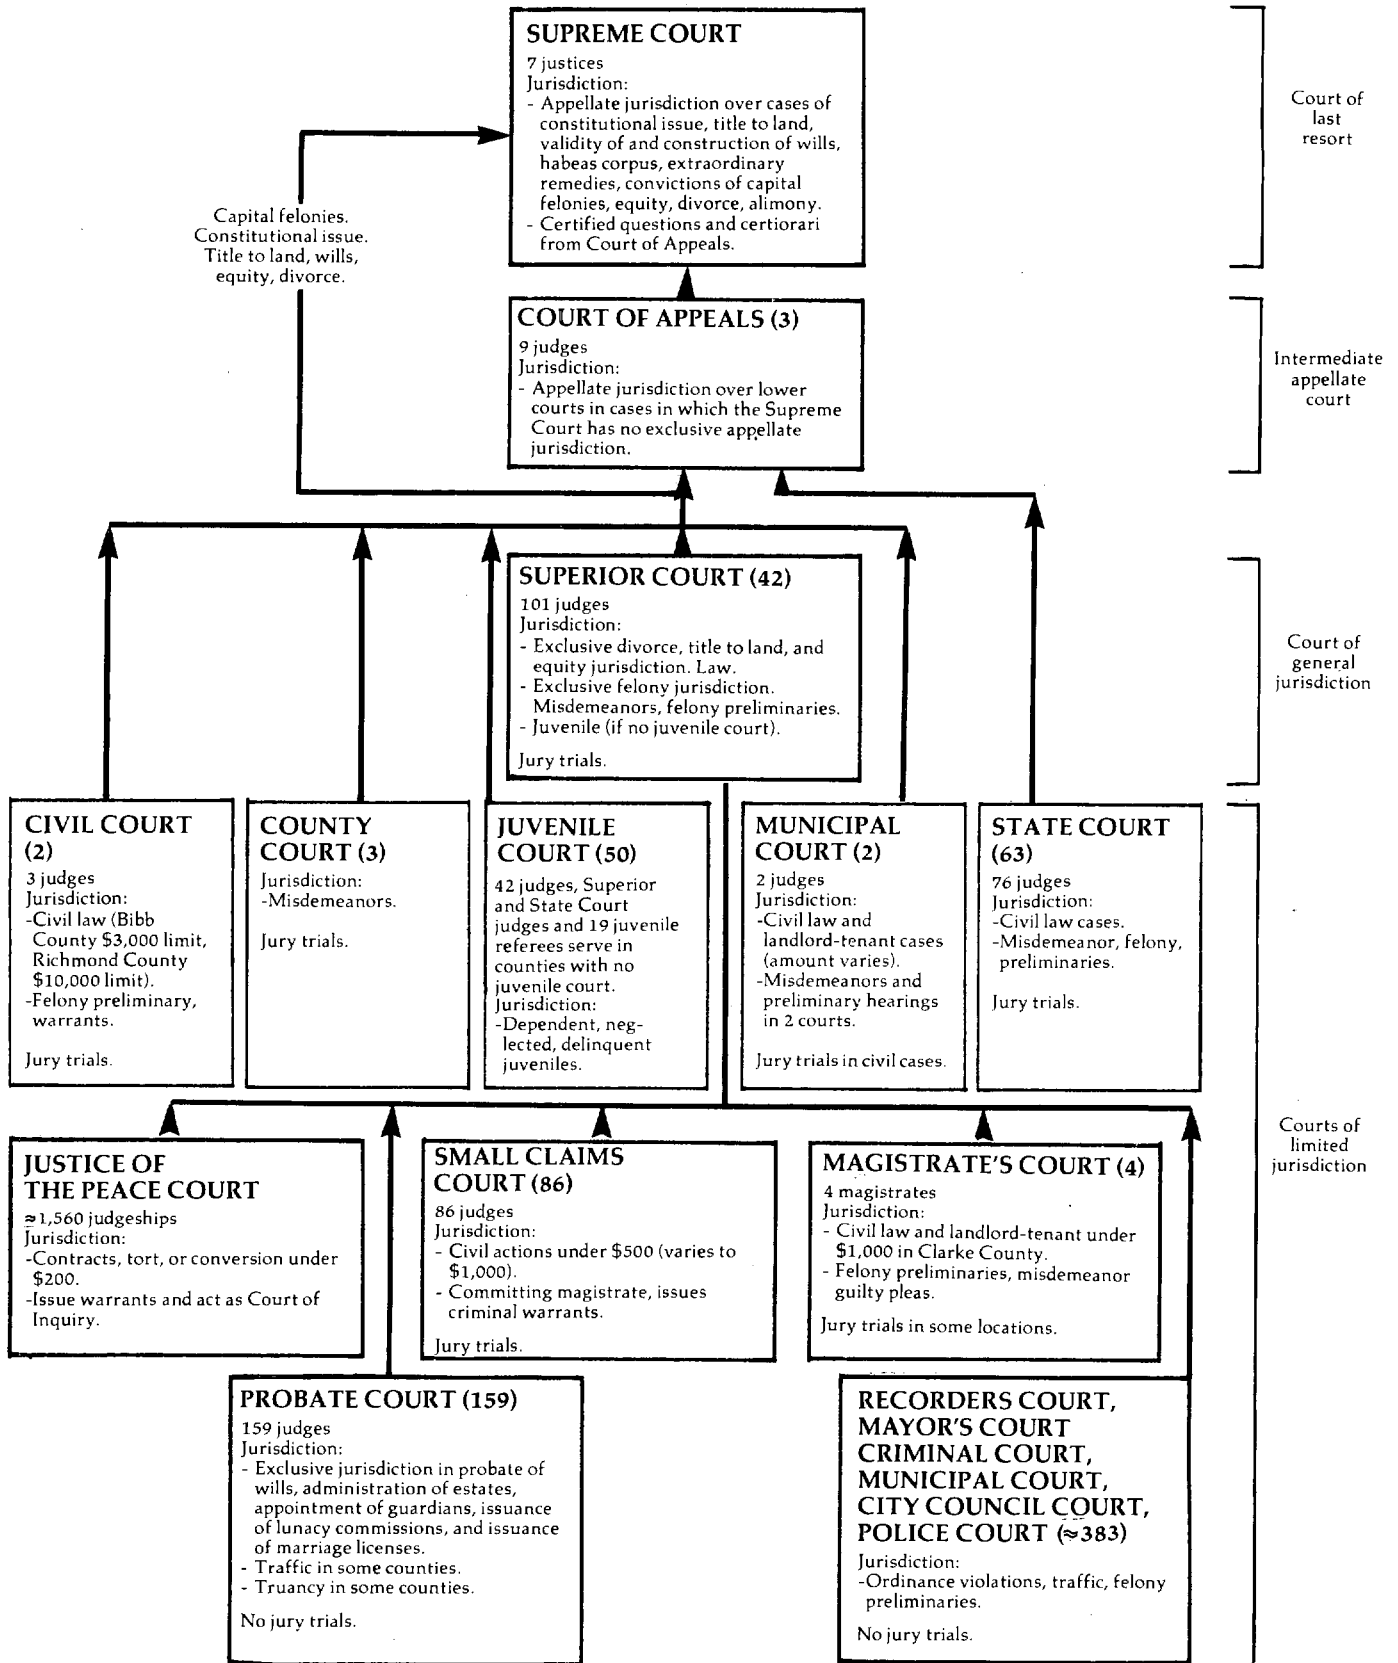 SUPREME COURT
7 justices
Jurisdiction:
- Appellate jurisdiction over cases of
constitutional issue, title to land,
validity of and construction of wills,
habeas corpus, extraordinary
remedies, convictions of capital
felonies, equity, divorce, alimony.
- Certified questions and certiorari
from Court of Appeals.
Court of
last
resort
Capital felonies.
Constitutional issue.
Title to land, wills,
equity, divorce.
COURT OF APPEALS (3)
9 judges
Jurisdiction:
- Appellate jurisdiction over lower
courts in cases in which the Supreme
Court has no exclusive appellate
jurisdiction.
Intermediate
appellate
court
SUPERIOR COURT (42)
101 judges
Jurisdiction:
- Exclusive divorce, title to land, and
equity jurisdiction. Law.
- Exclusive felony jurisdiction.
Misdemeanors, felony preliminaries.
- Juvenile (if no juvenile court).
Jury trials.
Court of
general
jurisdiction
CIVIL COURT
(2)
3 judges
Jurisdiction:
-Civil law (Bibb
County $3,000 limit,
Richmond County
$10,000 limit).
-Felony preliminary,
warrants.
Jury trials.
COUNTY
COURT (3)
Jurisdiction:
-Misdemeanors.
Jury trials.
JUVENILE
COURT (50)
42 judges, Superior
and State Court
judges and 19 juvenile
referees serve in
counties with no
juvenile court.
Jurisdiction:
-Dependent, neg-
lected, delinquent
juveniles.
MUNICIPAL
COURT (2)
2 judges
Jurisdiction:
-Civil law and
landlord-tenant cases
(amount varies).
-Misdemeanors and
preliminary hearings
in 2 courts.
Jury trials in civil cases.
STATE COURT
(63)
76 judges
Jurisdiction:
-Civil law cases.
-Misdemeanor, felony,
preliminaries.
Jury trials.
Courts of
limited
jurisdiction
JUSTICE OF
THE PEACE COURT
≈1,560 judgeships
Jurisdiction:
-Contracts, tort, or conversion under
$200.
-Issue warrants and act as Court of
Inquiry.
SMALL CLAIMS
COURT (86)
86 judges
Jurisdiction:
- Civil actions under $500 (varies to
$1,000).
- Committing magistrate, issues
criminal warrants.
Jury trials.
MAGISTRATE'S COURT (4)
4 magistrates
Jurisdiction:
- Civil law and landlord-tenant under
$1,000 in Clarke County.
- Felony preliminaries, misdemeanor
guilty pleas.
Jury trials in some locations.
PROBATE COURT (159)
159 judges
Jurisdiction:
- Exclusive jurisdiction in probate of
wills, administration of estates,
appointment of guardians, issuance
of lunacy commissions, and issuance
of marriage licenses.
- Traffic in some counties.
- Truancy in some counties.
No jury trials.
RECORDERS COURT,
MAYOR'S COURT
CRIMINAL COURT,
MUNICIPAL COURT,
CITY COUNCIL COURT,
POLICE COURT (≈383)
Jurisdiction:
-Ordinance violations, traffic, felony
preliminaries.
No jury trials.